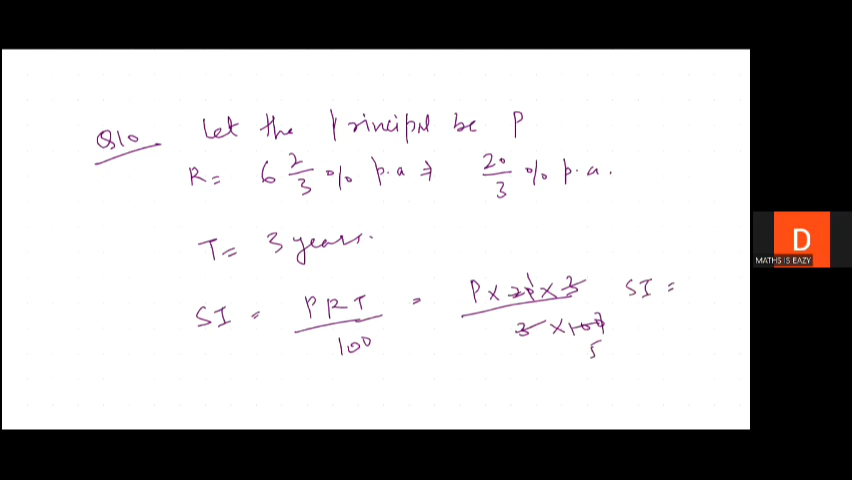 Q10 Let the Principal be P
R = 6 2/3 % p.a ⇒ 20/3 % p.a.
T = 3 years.
SI = PRT/100 = P × 20 × 3 / 3 × 100 SI =
1
5
D
MATHS IS EAZY